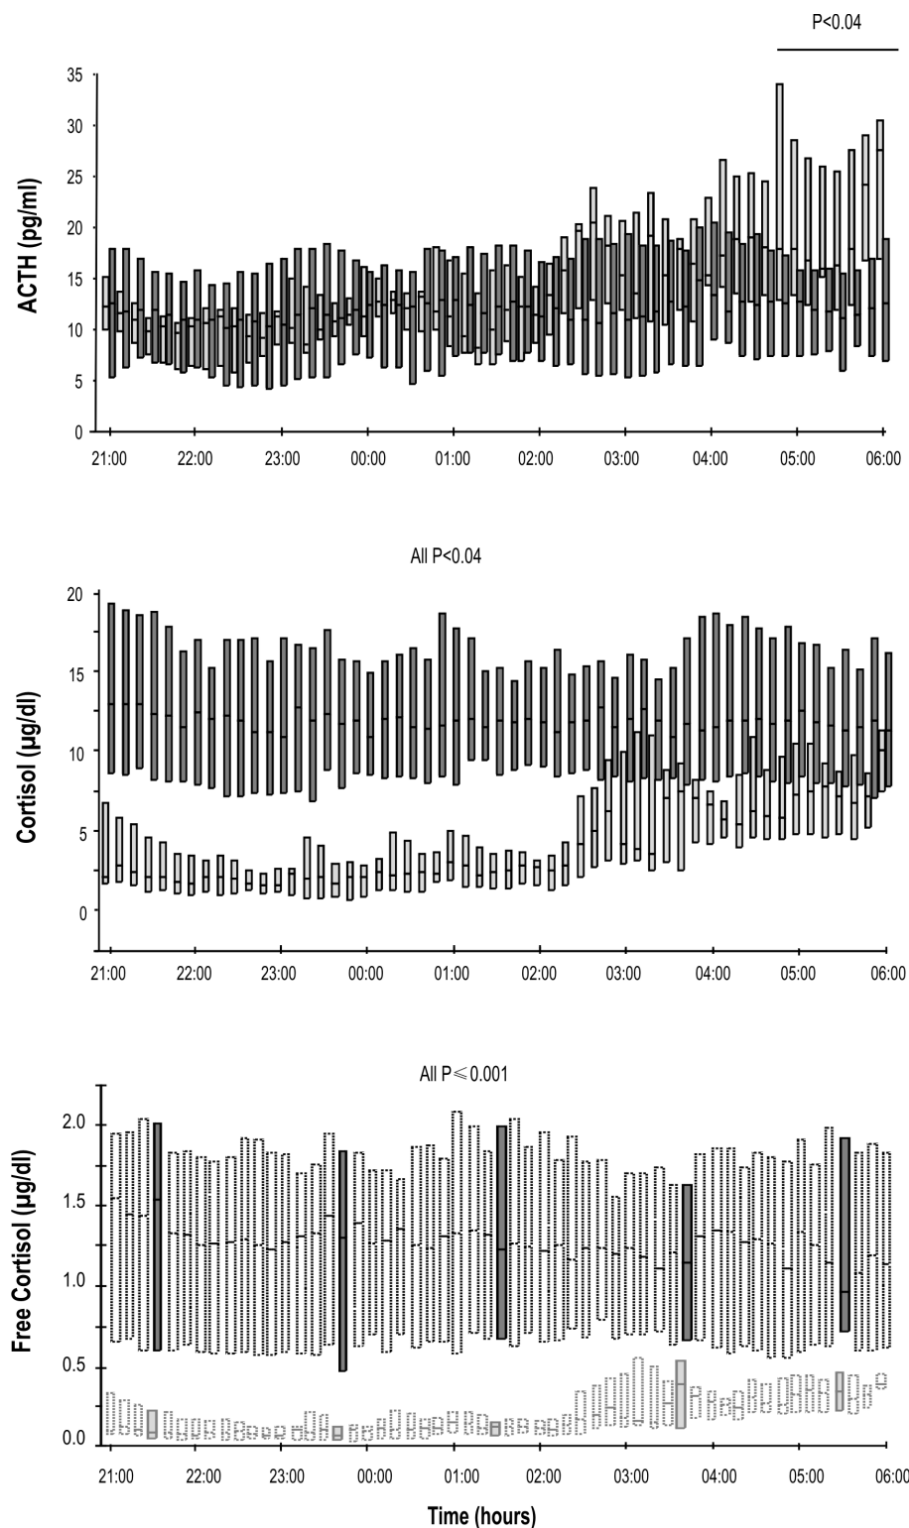 P<0.04
35
30
25
20
15
10
5
0
ACTH (pg/ml)
21:00 22:00 23:00 00:00 01:00 02:00 03:00 04:00 05:00 06:00
All P<0.04
20
15
10
5
0
Cortisol (µg/dl)
21:00 22:00 23:00 00:00 01:00 02:00 03:00 04:00 05:00 06:00
All P≤0.001
2.0
1.5
1.0
0.5
0.0
Free Cortisol (µg/dl)
21:00 22:00 23:00 00:00 01:00 02:00 03:00 04:00 05:00 06:00
Time (hours)